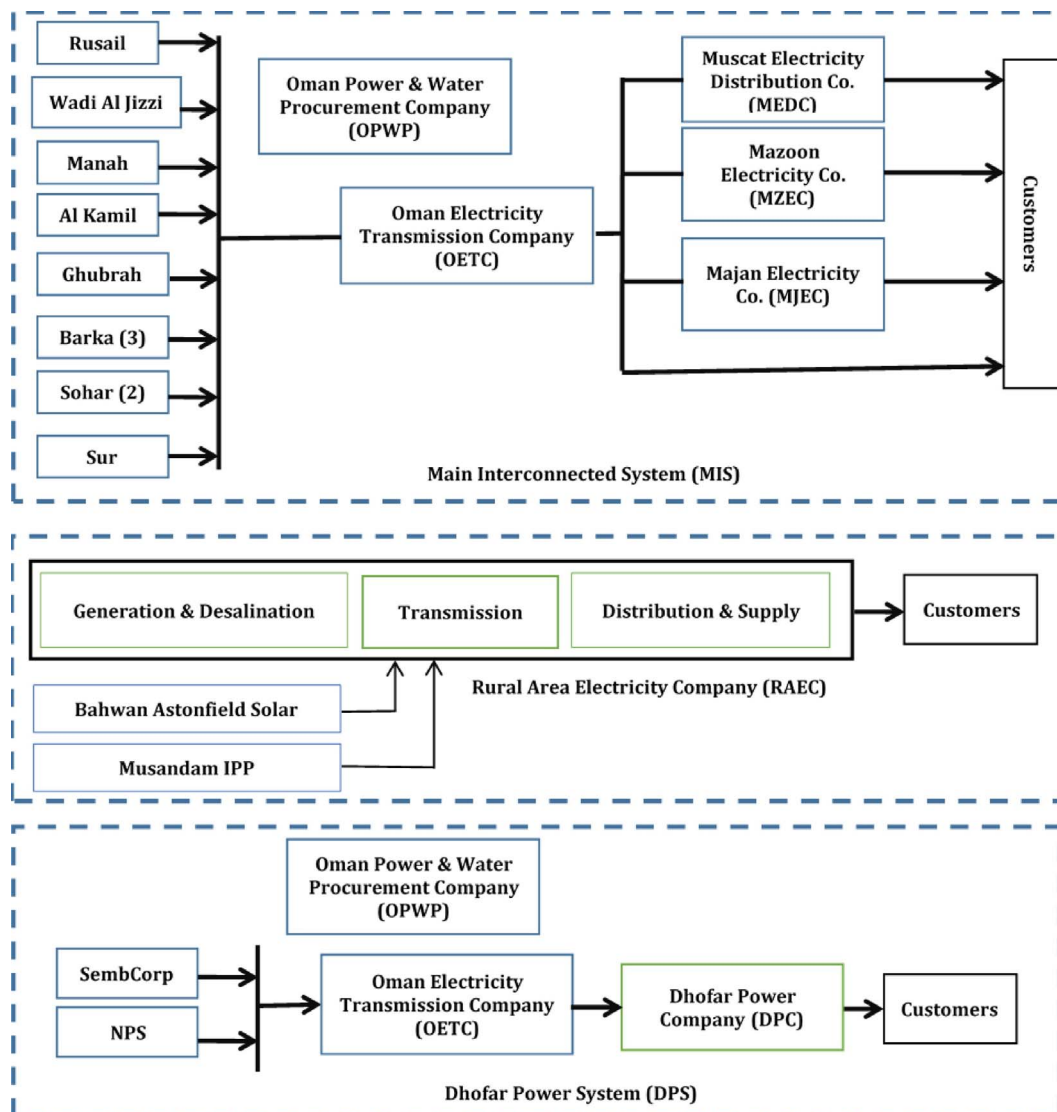 Rusail
Wadi Al Jizzi
Manah
Al Kamil
Ghubrah
Barka (3)
Sohar (2)
Sur
Oman Power & Water
Procurement Company
(OPWP)
Oman Electricity
Transmission Company
(OETC)
Muscat Electricity
Distribution Co.
(MEDC)
Mazoon
Electricity Co.
(MZEC)
Majan Electricity
Co. (MJEC)
Customers
Main Interconnected System (MIS)
Generation & Desalination
Transmission
Distribution & Supply
Customers
Rural Area Electricity Company (RAEC)
Bahwan Astonfield Solar
Musandam IPP
Oman Power & Water
Procurement Company
(OPWP)
SembCorp
NPS
Oman Electricity
Transmission Company
(OETC)
Dhofar Power
Company (DPC)
Customers
Dhofar Power System (DPS)